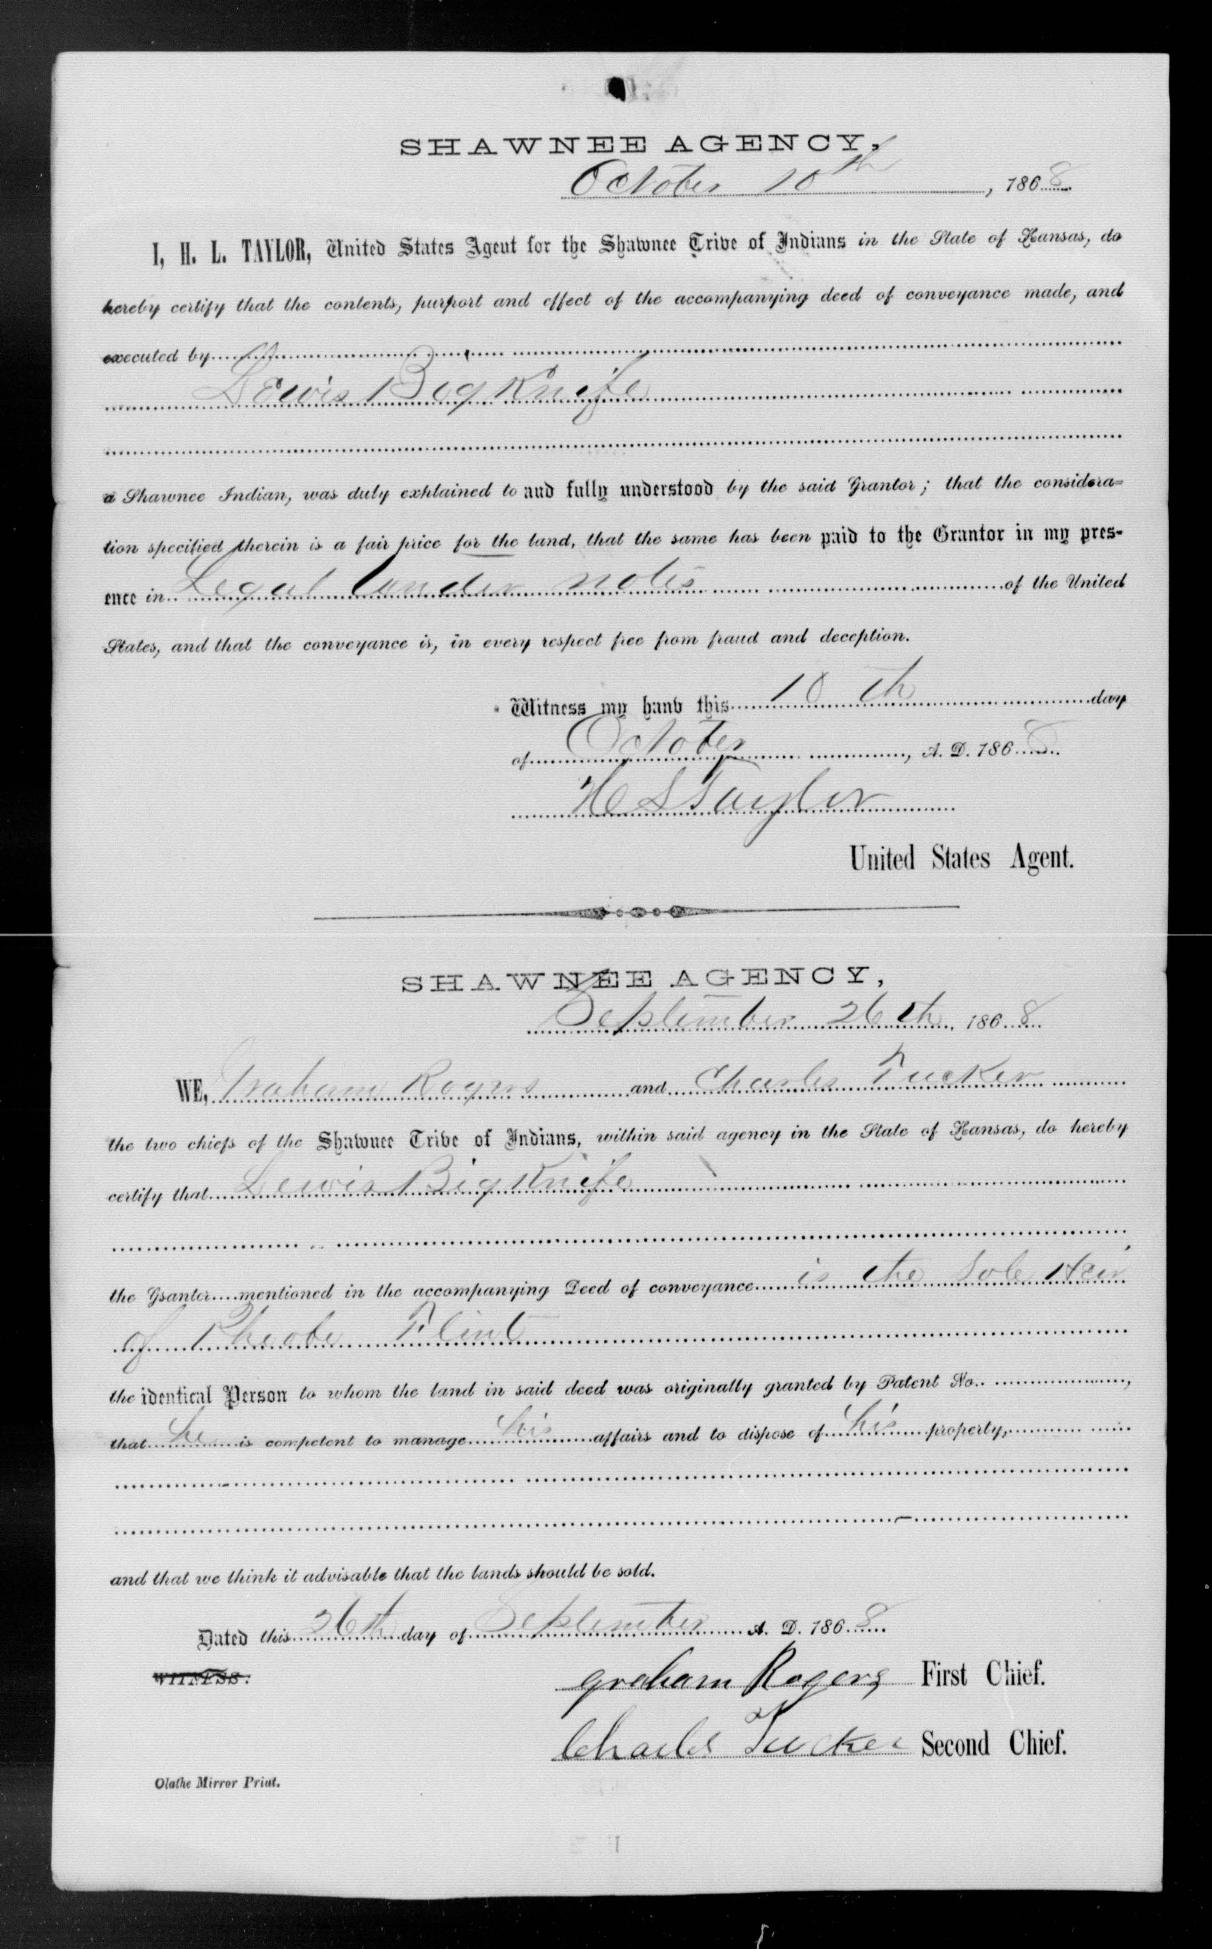 SHAWNEE AGENCY,
October 10th, 1868.
I, H. L. TAYLOR, United States Agent for the Shawnee Tribe of Indians in the State of Kansas, do
hereby certify that the contents, purport and effect of the accompanying deed of conveyance made, and
executed by
Lewis Big Knife
a Shawnee Indian, was duly explained to and fully understood by the said Grantor; that the considera-
tion specified therein is a fair price for the land, that the same has been paid to the Grantor in my pres-
ence in Legal tender notes of the United
States, and that the conveyance is, in every respect free from fraud and deception.
Witness my hand this 10th day
of October, A. D. 1868.
H L Taylor
United States Agent.
SHAWNEE AGENCY,
September 26th, 1868.
WE, Graham Rogers and Charles Tucker
the two chiefs of the Shawnee Tribe of Indians, within said agency in the State of Kansas, do hereby
certify that Lewis Big Knife
the Grantor mentioned in the accompanying Deed of conveyance is the Sole Heir
of Phoebe Flint
the identical Person to whom the land in said deed was originally granted by Patent No. ,
that he is competent to manage his affairs and to dispose of his property,
and that we think it advisable that the lands should be sold.
Dated this 26th day of September A. D. 1868.
WITNESS:
graham Rogers First Chief.
Charles Tucker Second Chief.
Olathe Mirror Print.